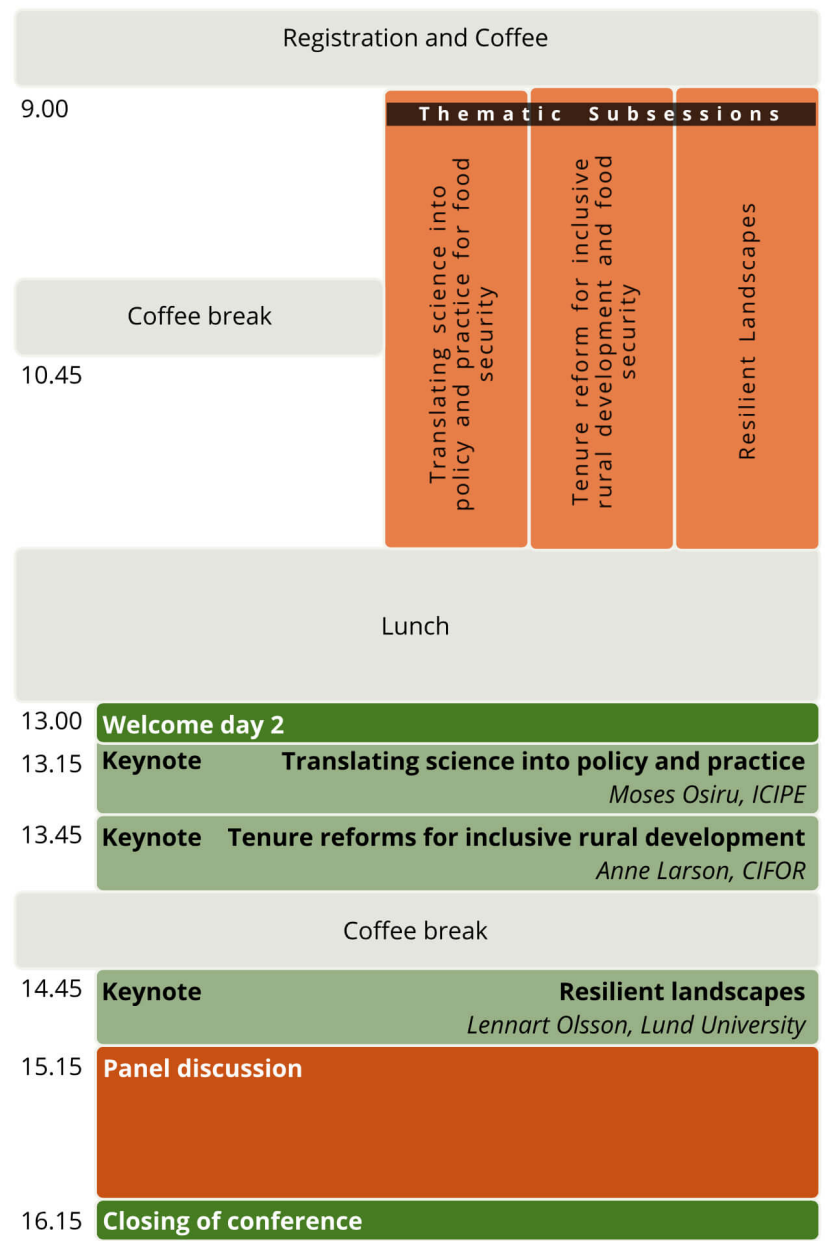 Registration and Coffee
9.00
Thematic Subsessions
Translating science into
policy and practice for food
security
Tenure reform for inclusive
rural development and food
security
Resilient Landscapes
Coffee break
10.45
Lunch
13.00 Welcome day 2
13.15 Keynote Translating science into policy and practice
Moses Osiru, ICIPE
13.45 Keynote Tenure reforms for inclusive rural development
Anne Larson, CIFOR
Coffee break
14.45 Keynote Resilient landscapes
Lennart Olsson, Lund University
15.15 Panel discussion
16.15 Closing of conference